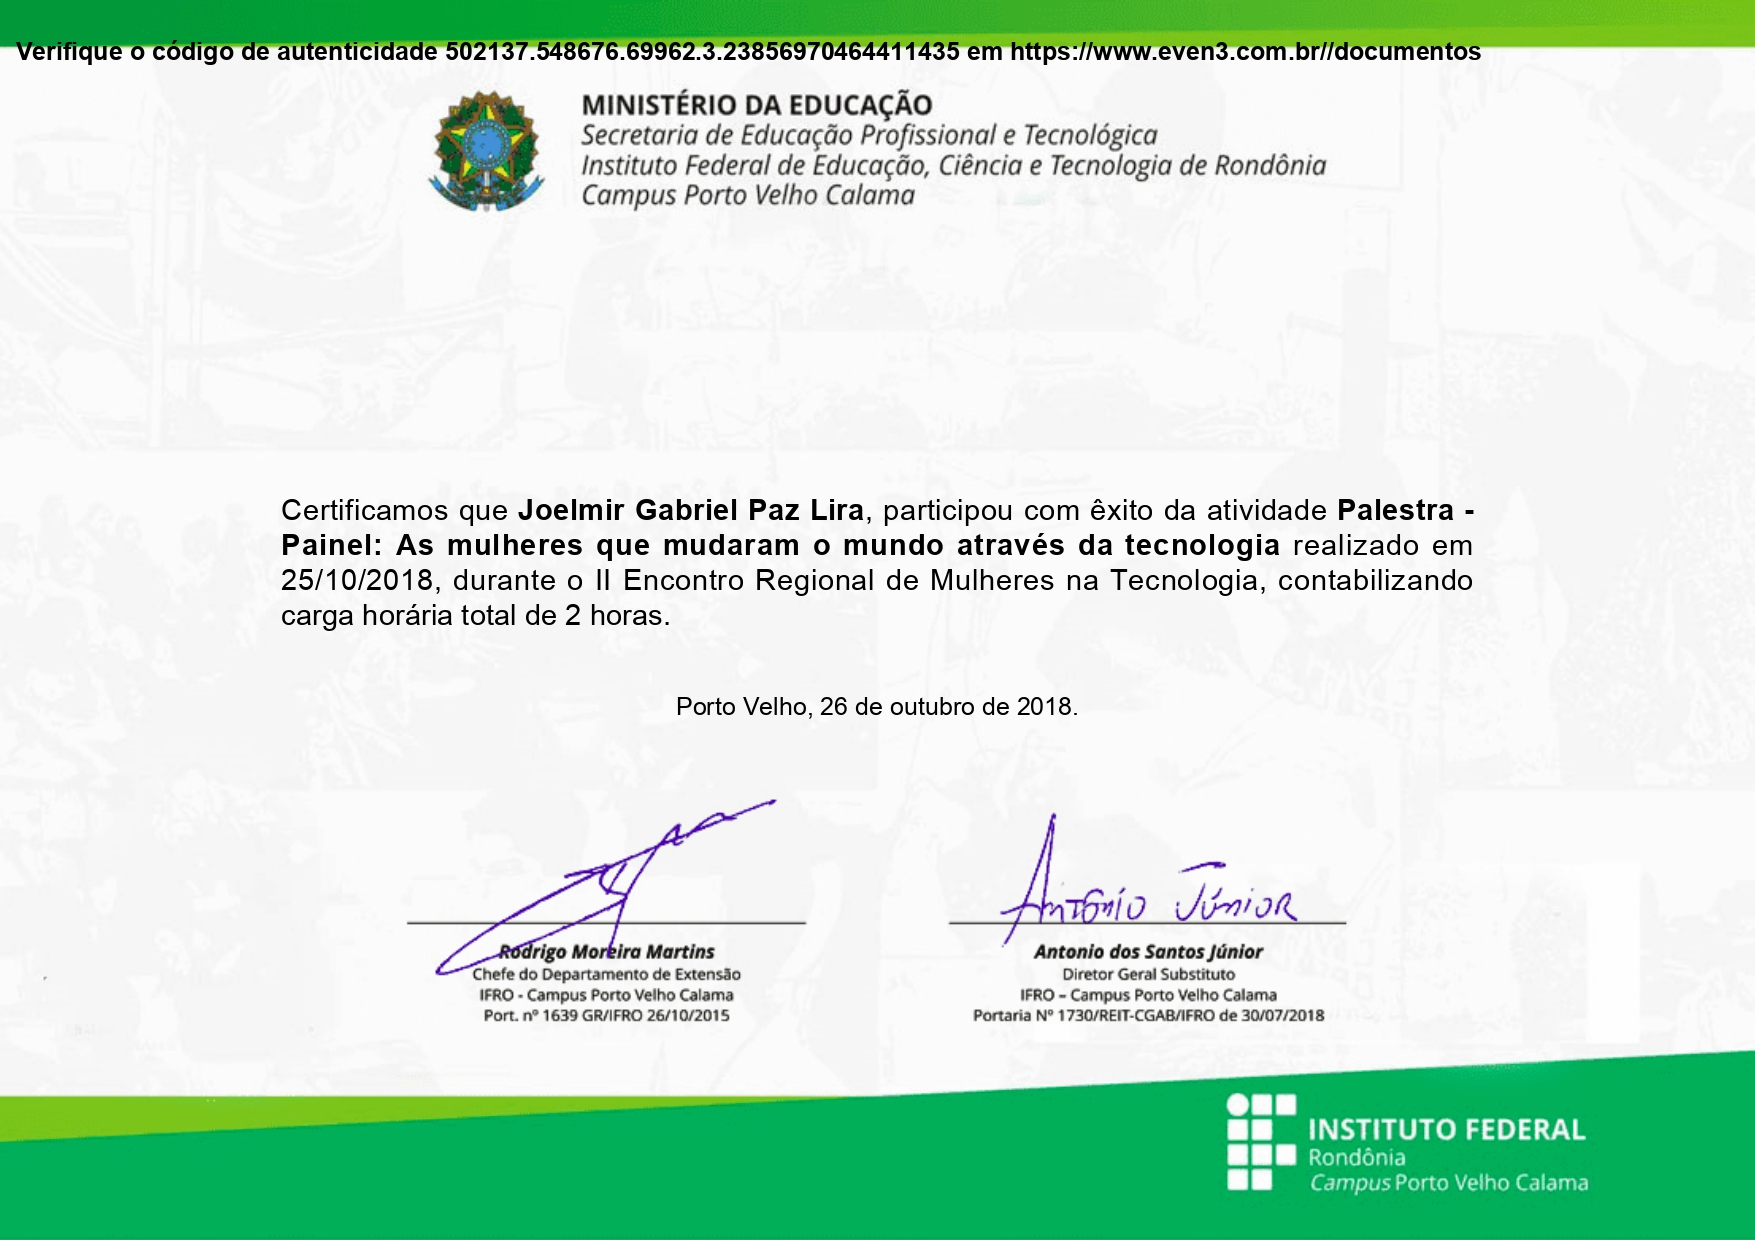 Verifique o código de autenticidade 502137.548676.69962.3.23856970464411435 em https://www.even3.com.br//documentos
MINISTÉRIO DA EDUCAÇÃO
Secretaria de Educação Profissional e Tecnológica
Instituto Federal de Educação, Ciência e Tecnologia de Rondônia
Campus Porto Velho Calama
Certificamos que Joelmir Gabriel Paz Lira, participou com êxito da atividade Palestra -
Painel: As mulheres que mudaram o mundo através da tecnologia realizado em
25/10/2018, durante o II Encontro Regional de Mulheres na Tecnologia, contabilizando
carga horária total de 2 horas.
Porto Velho, 26 de outubro de 2018.
Rodrigo Moreira Martins
Chefe do Departamento de Extensão
IFRO - Campus Porto Velho Calama
Port. nº 1639 GR/IFRO 26/10/2015
Antônio Júnior
Antonio dos Santos Júnior
Diretor Geral Substituto
IFRO – Campus Porto Velho Calama
Portaria Nº 1730/REIT-CGAB/IFRO de 30/07/2018
INSTITUTO FEDERAL
Rondônia
Campus Porto Velho Calama